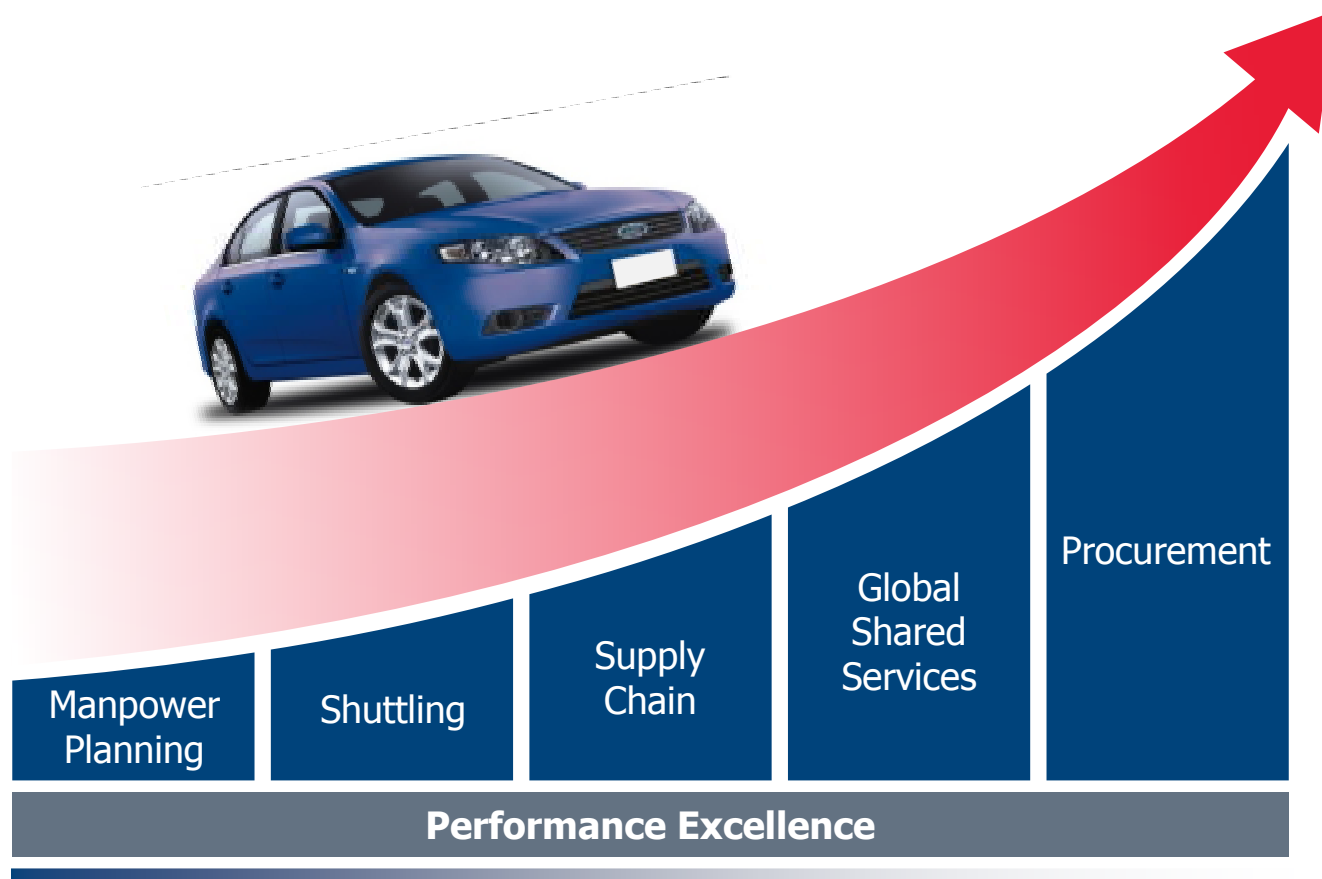 Manpower
Planning
Shuttling
Supply
Chain
Global
Shared
Services
Procurement
Performance Excellence